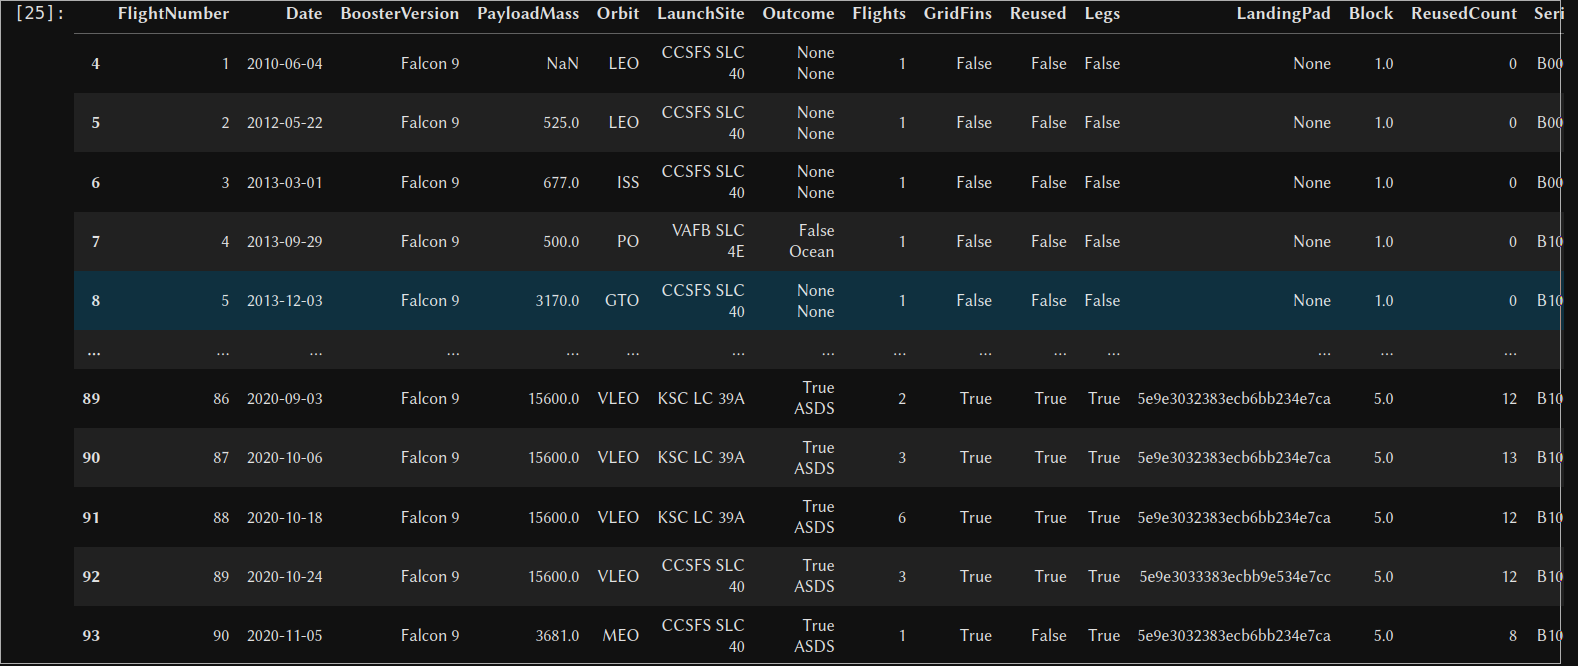 [25]: FlightNumber Date BoosterVersion PayloadMass Orbit LaunchSite Outcome Flights GridFins Reused Legs LandingPad Block ReusedCount Seri
4 1 2010-06-04 Falcon 9 NaN LEO CCSFS SLC 40 None None 1 False False False None 1.0 0 B00
5 2 2012-05-22 Falcon 9 525.0 LEO CCSFS SLC 40 None None 1 False False False None 1.0 0 B00
6 3 2013-03-01 Falcon 9 677.0 ISS CCSFS SLC 40 None None 1 False False False None 1.0 0 B00
7 4 2013-09-29 Falcon 9 500.0 PO VAFB SLC 4E False Ocean 1 False False False None 1.0 0 B10
8 5 2013-12-03 Falcon 9 3170.0 GTO CCSFS SLC 40 None None 1 False False False None 1.0 0 B10
... ... ... ... ... ... ... ... ... ... ... ... ... ... ...
89 86 2020-09-03 Falcon 9 15600.0 VLEO KSC LC 39A True ASDS 2 True True True 5e9e3032383ecb6bb234e7ca 5.0 12 B10
90 87 2020-10-06 Falcon 9 15600.0 VLEO KSC LC 39A True ASDS 3 True True True 5e9e3032383ecb6bb234e7ca 5.0 13 B10
91 88 2020-10-18 Falcon 9 15600.0 VLEO KSC LC 39A True ASDS 6 True True True 5e9e3032383ecb6bb234e7ca 5.0 12 B10
92 89 2020-10-24 Falcon 9 15600.0 VLEO CCSFS SLC 40 True ASDS 3 True True True 5e9e3033383ecbb9e534e7cc 5.0 12 B10
93 90 2020-11-05 Falcon 9 3681.0 MEO CCSFS SLC 40 True ASDS 1 True False True 5e9e3032383ecb6bb234e7ca 5.0 8 B10